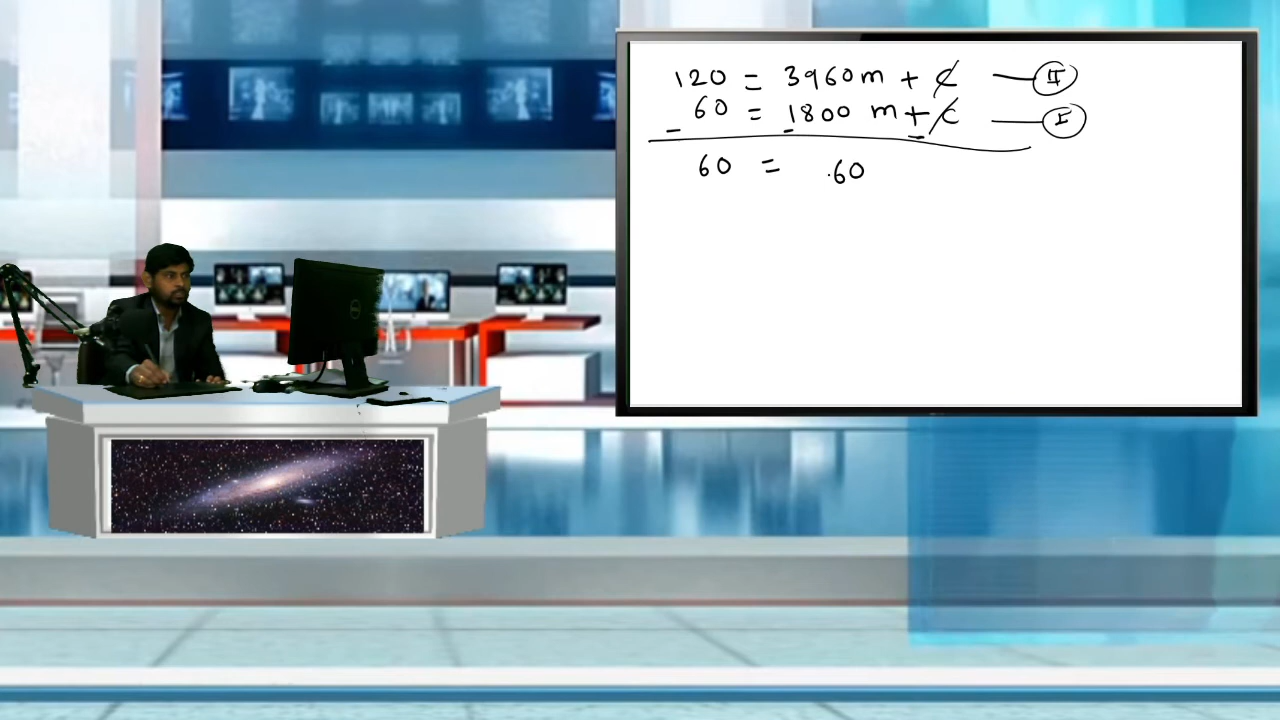 120 = 3960m + C — II
60 = 1800 m + C — I
60 = .60